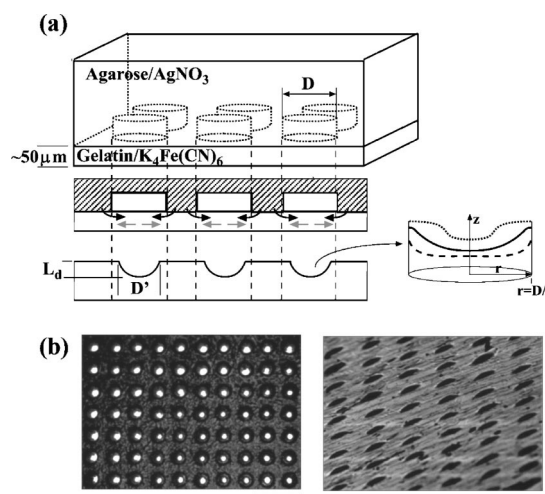 (a)
Agarose/AgNO3
D
~50μm
Gelatin/K4Fe(CN)6
Ld
D'
z
r
r=D/
(b)